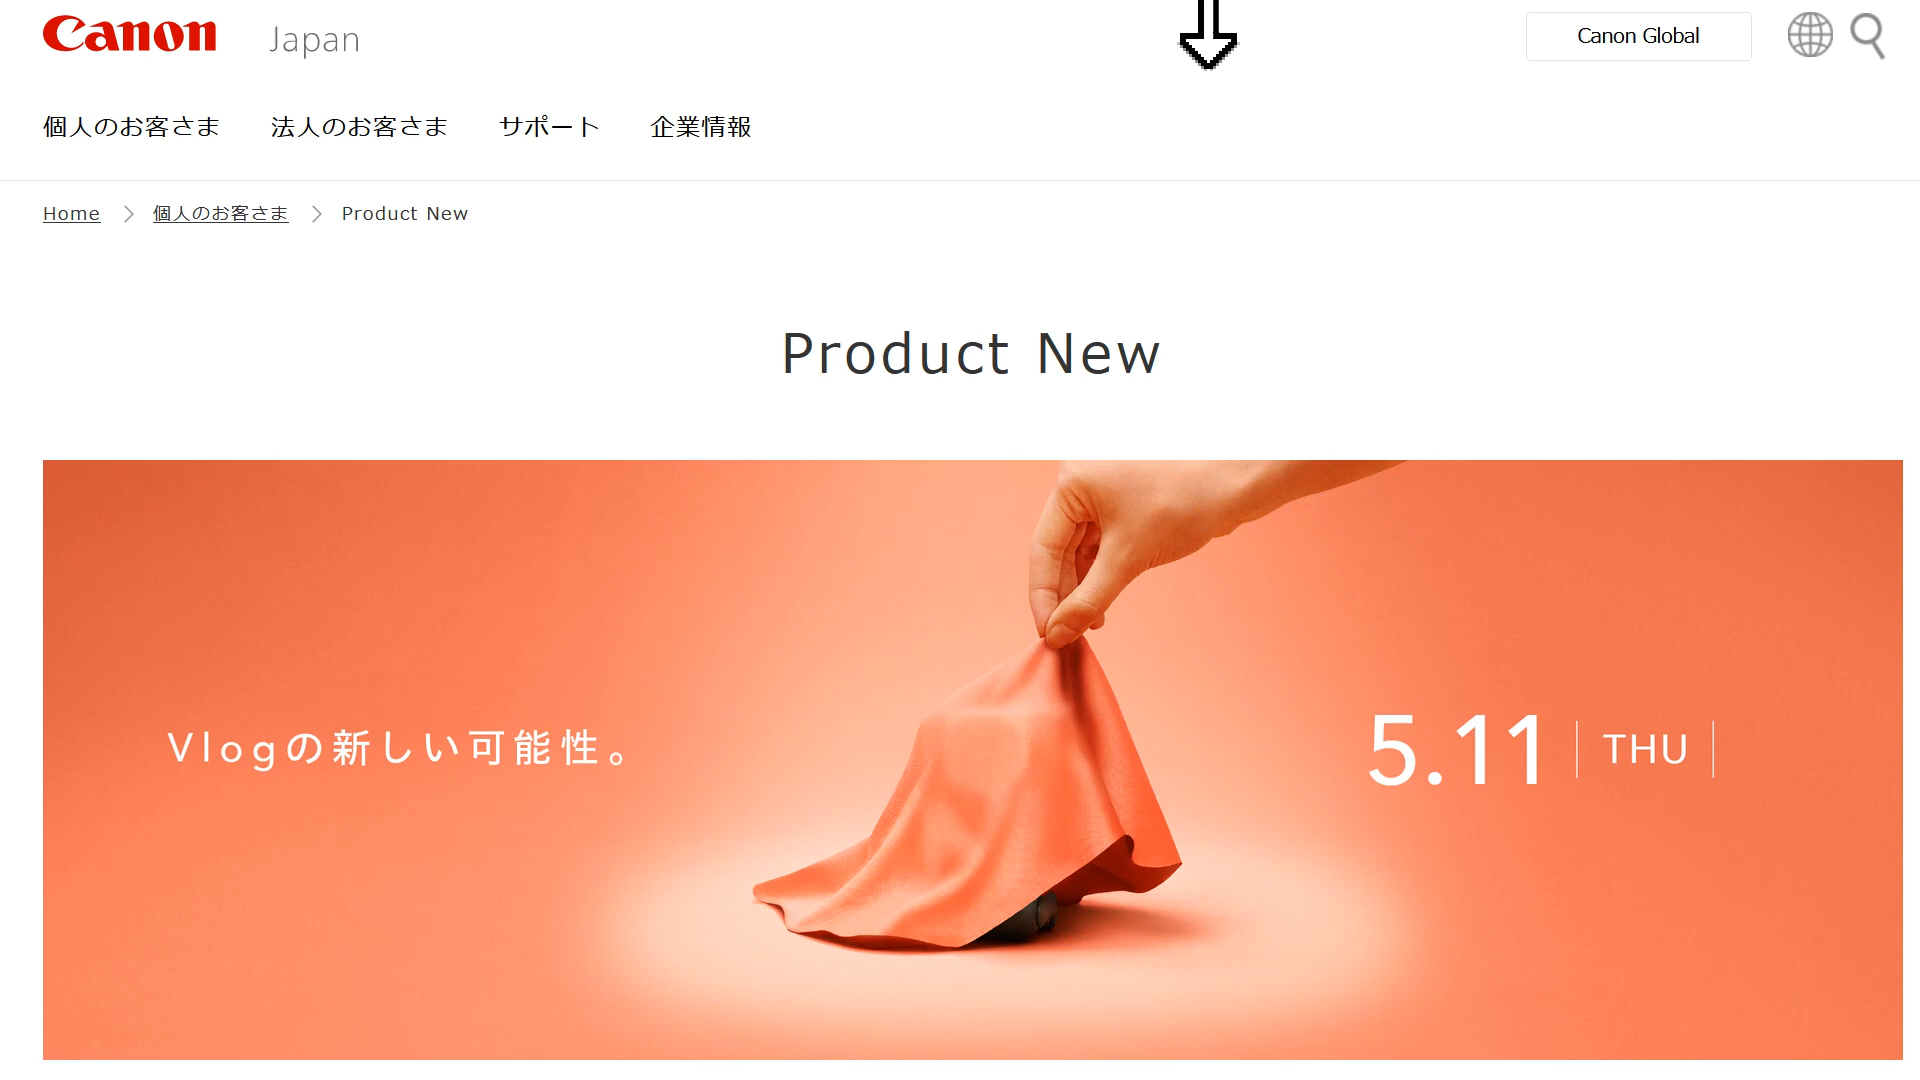 Canon Japan
Canon Global
個人のお客さま 法人のお客さま サポート 企業情報
Home 個人のお客さま Product New
Product New
Vlogの新しい可能性。
5.11 THU